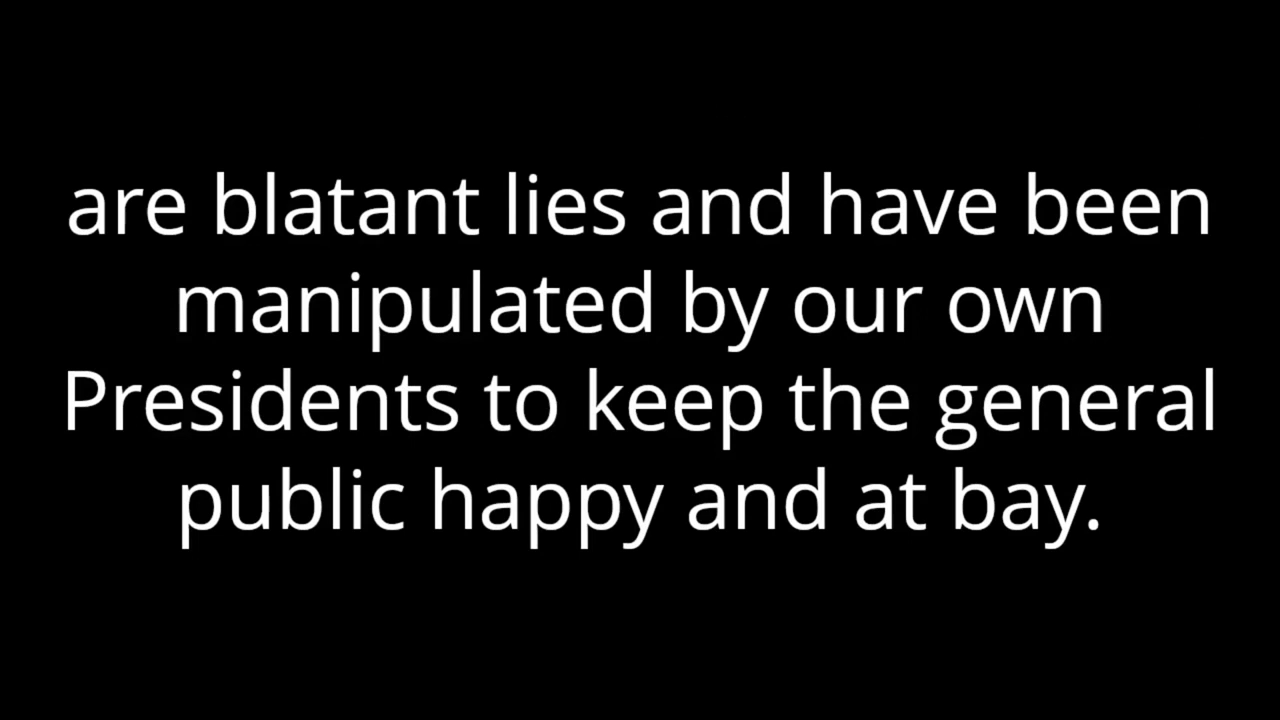 are blatant lies and have been
manipulated by our own
Presidents to keep the general
public happy and at bay.